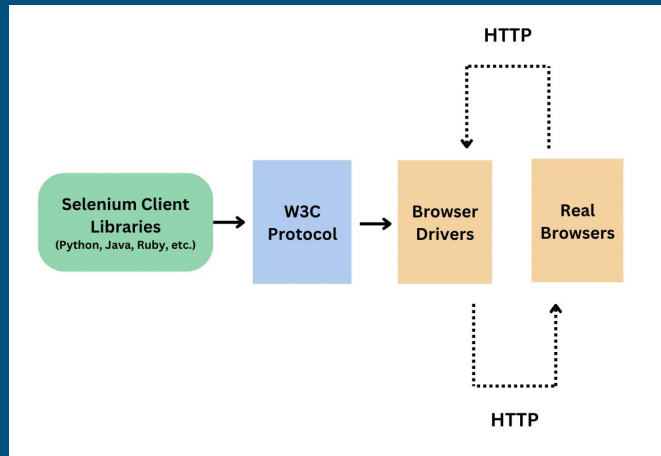 HTTP
Selenium Client
Libraries
(Python, Java, Ruby, etc.)
W3C
Protocol
Browser
Drivers
Real
Browsers
HTTP